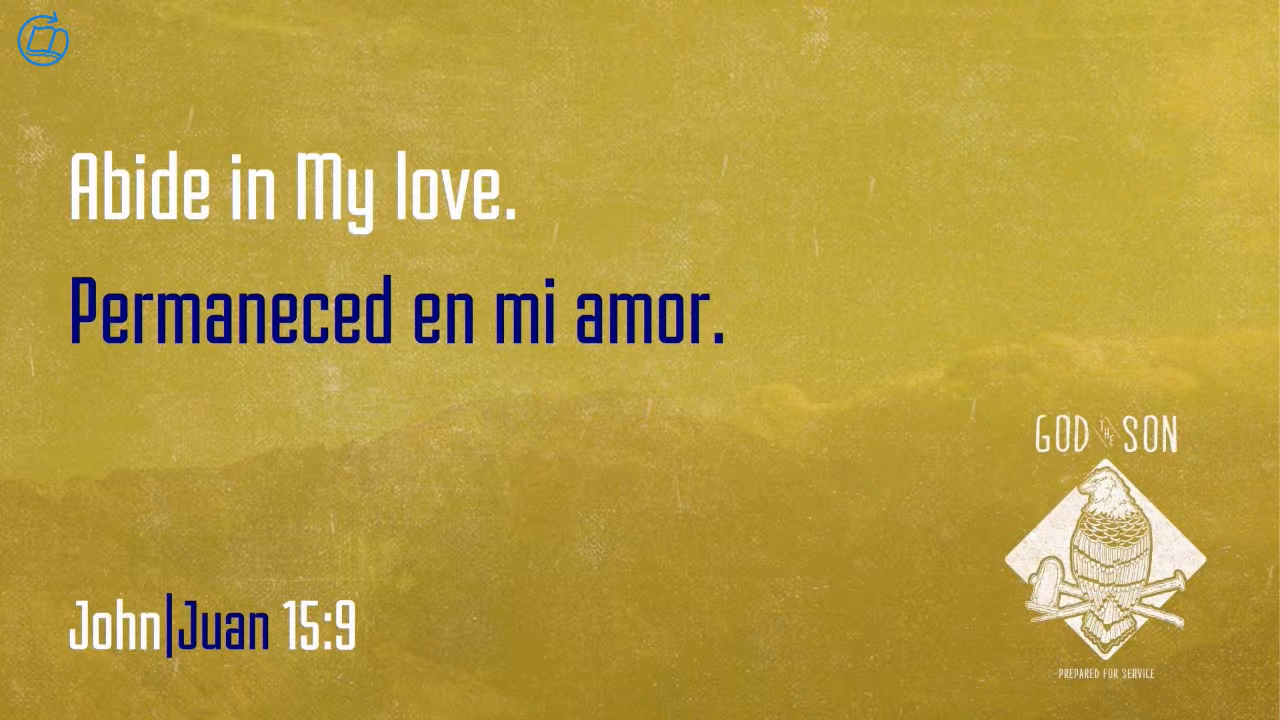 Abide in My love.
Permaneced en mi amor.
GOD THE SON
PREPARED FOR SERVICE
John|Juan 15:9